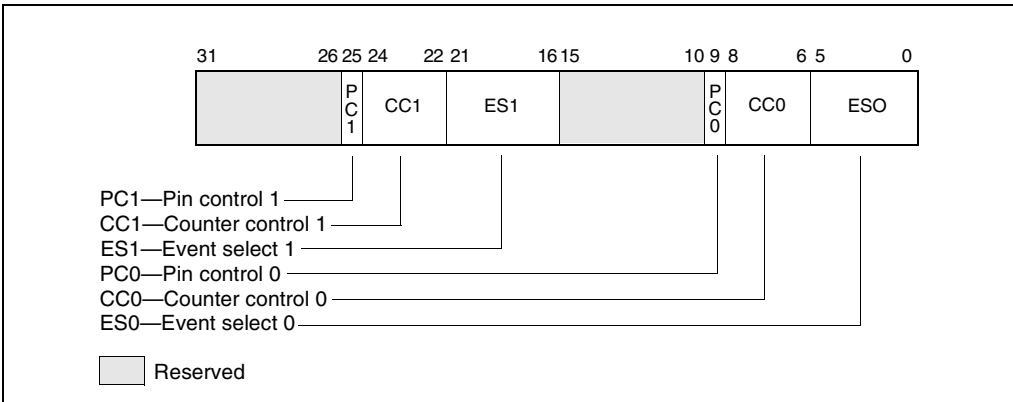 31 26 25 24 22 21 16 15 10 9 8 6 5 0
PC1 CC1 ES1 PC0 CC0 ESO
PC1—Pin control 1
CC1—Counter control 1
ES1—Event select 1
PC0—Pin control 0
CC0—Counter control 0
ES0—Event select 0
Reserved